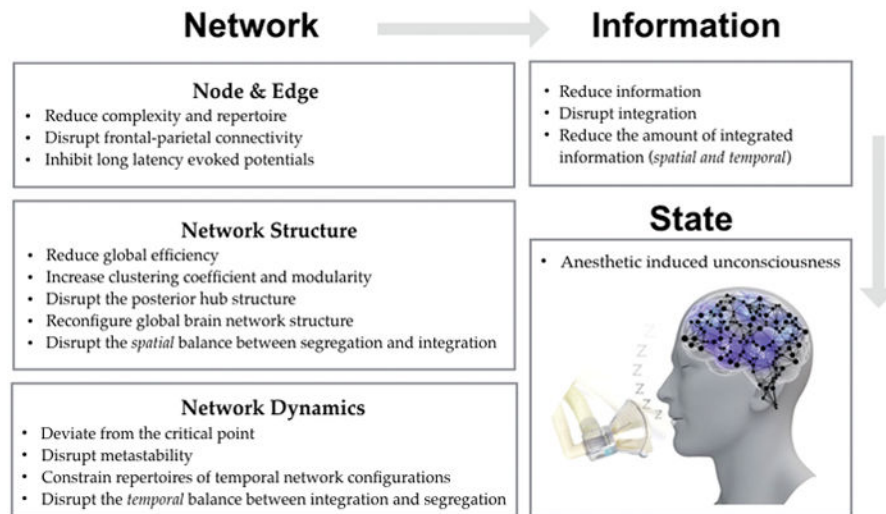 Network
Node & Edge
• Reduce complexity and repertoire
• Disrupt frontal-parietal connectivity
• Inhibit long latency evoked potentials
Network Structure
• Reduce global efficiency
• Increase clustering coefficient and modularity
• Disrupt the posterior hub structure
• Reconfigure global brain network structure
• Disrupt the spatial balance between segregation and integration
Network Dynamics
• Deviate from the critical point
• Disrupt metastability
• Constrain repertoires of temporal network configurations
• Disrupt the temporal balance between integration and segregation
Information
• Reduce information
• Disrupt integration
• Reduce the amount of integrated
information (spatial and temporal)
State
• Anesthetic induced unconsciousness
Z
Z
Z
Z
Z
Z
Z